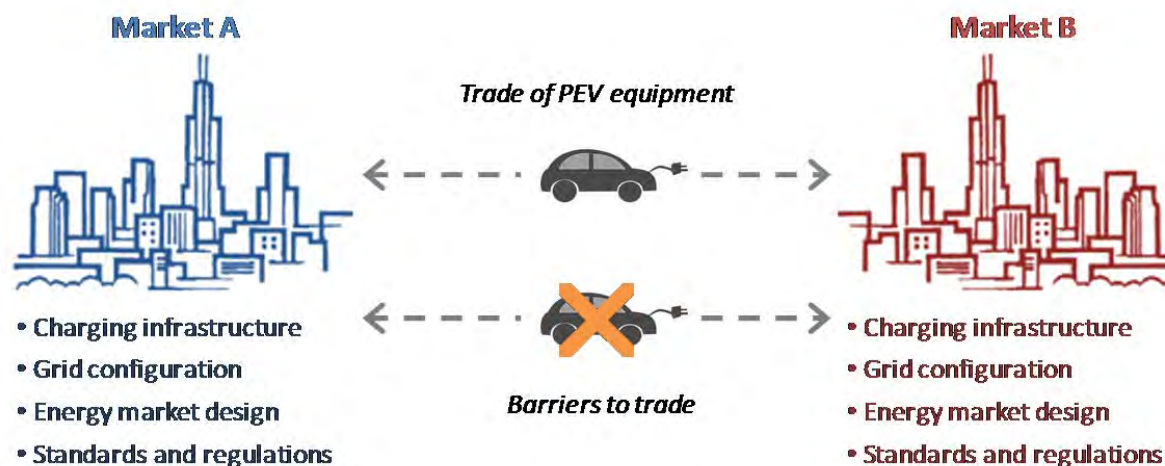 Market A
Market B
Trade of PEV equipment
• Charging infrastructure
• Grid configuration
• Energy market design
• Standards and regulations
Barriers to trade
• Charging infrastructure
• Grid configuration
• Energy market design
• Standards and regulations